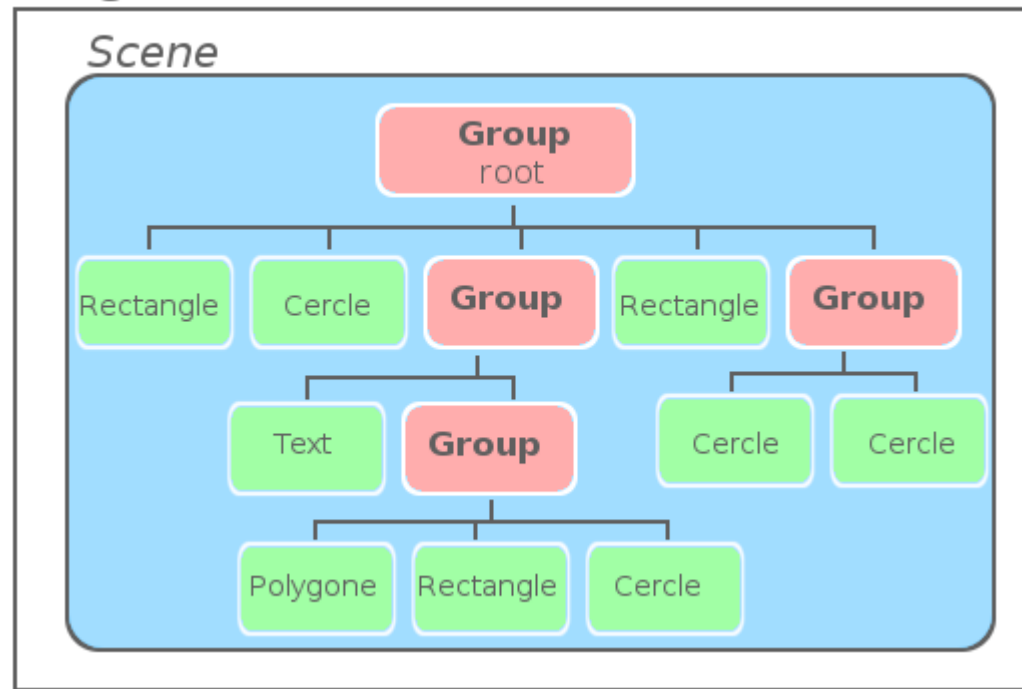 Scene
Group
root
Rectangle
Cercle
Group
Rectangle
Group
Text
Group
Cercle
Cercle
Polygone
Rectangle
Cercle